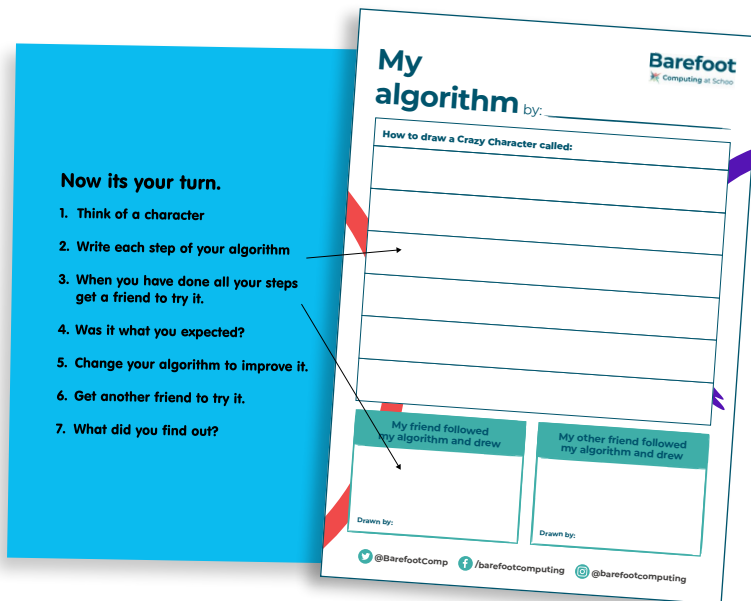 Now its your turn.
1. Think of a character
2. Write each step of your algorithm
3. When you have done all your steps
get a friend to try it.
4. Was it what you expected?
5. Change your algorithm to improve it.
6. Get another friend to try it.
7. What did you find out?
My
algorithm by:
Barefoot
Computing at Schoo
How to draw a Crazy Character called:
My friend followed
my algorithm and drew
Drawn by:
My other friend followed
my algorithm and drew
Drawn by:
@BarefootComp /barefootcomputing @barefootcomputing